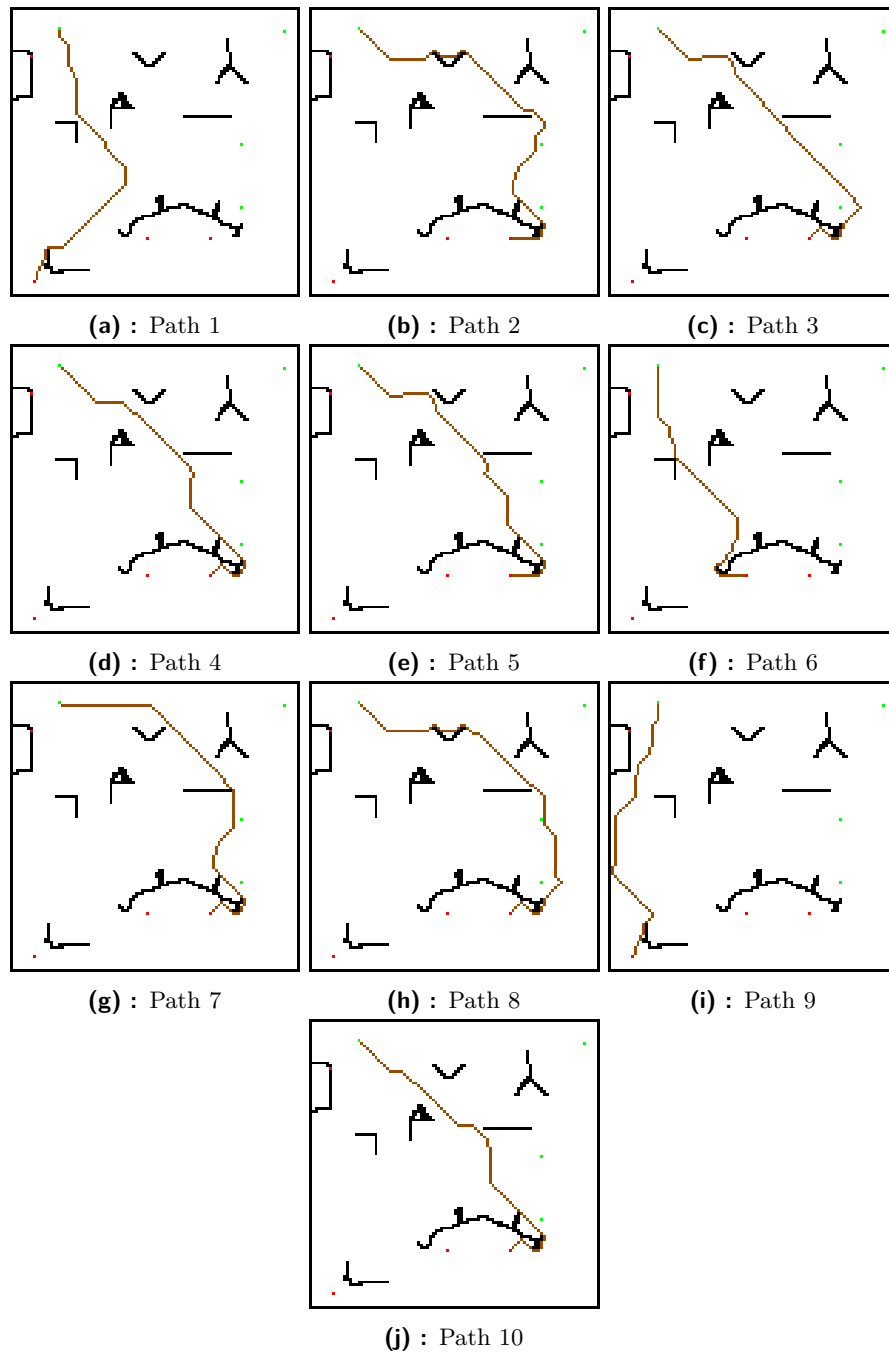 (a) : Path 1
(b) : Path 2
(c) : Path 3
(d) : Path 4
(e) : Path 5
(f) : Path 6
(g) : Path 7
(h) : Path 8
(i) : Path 9
(j) : Path 10